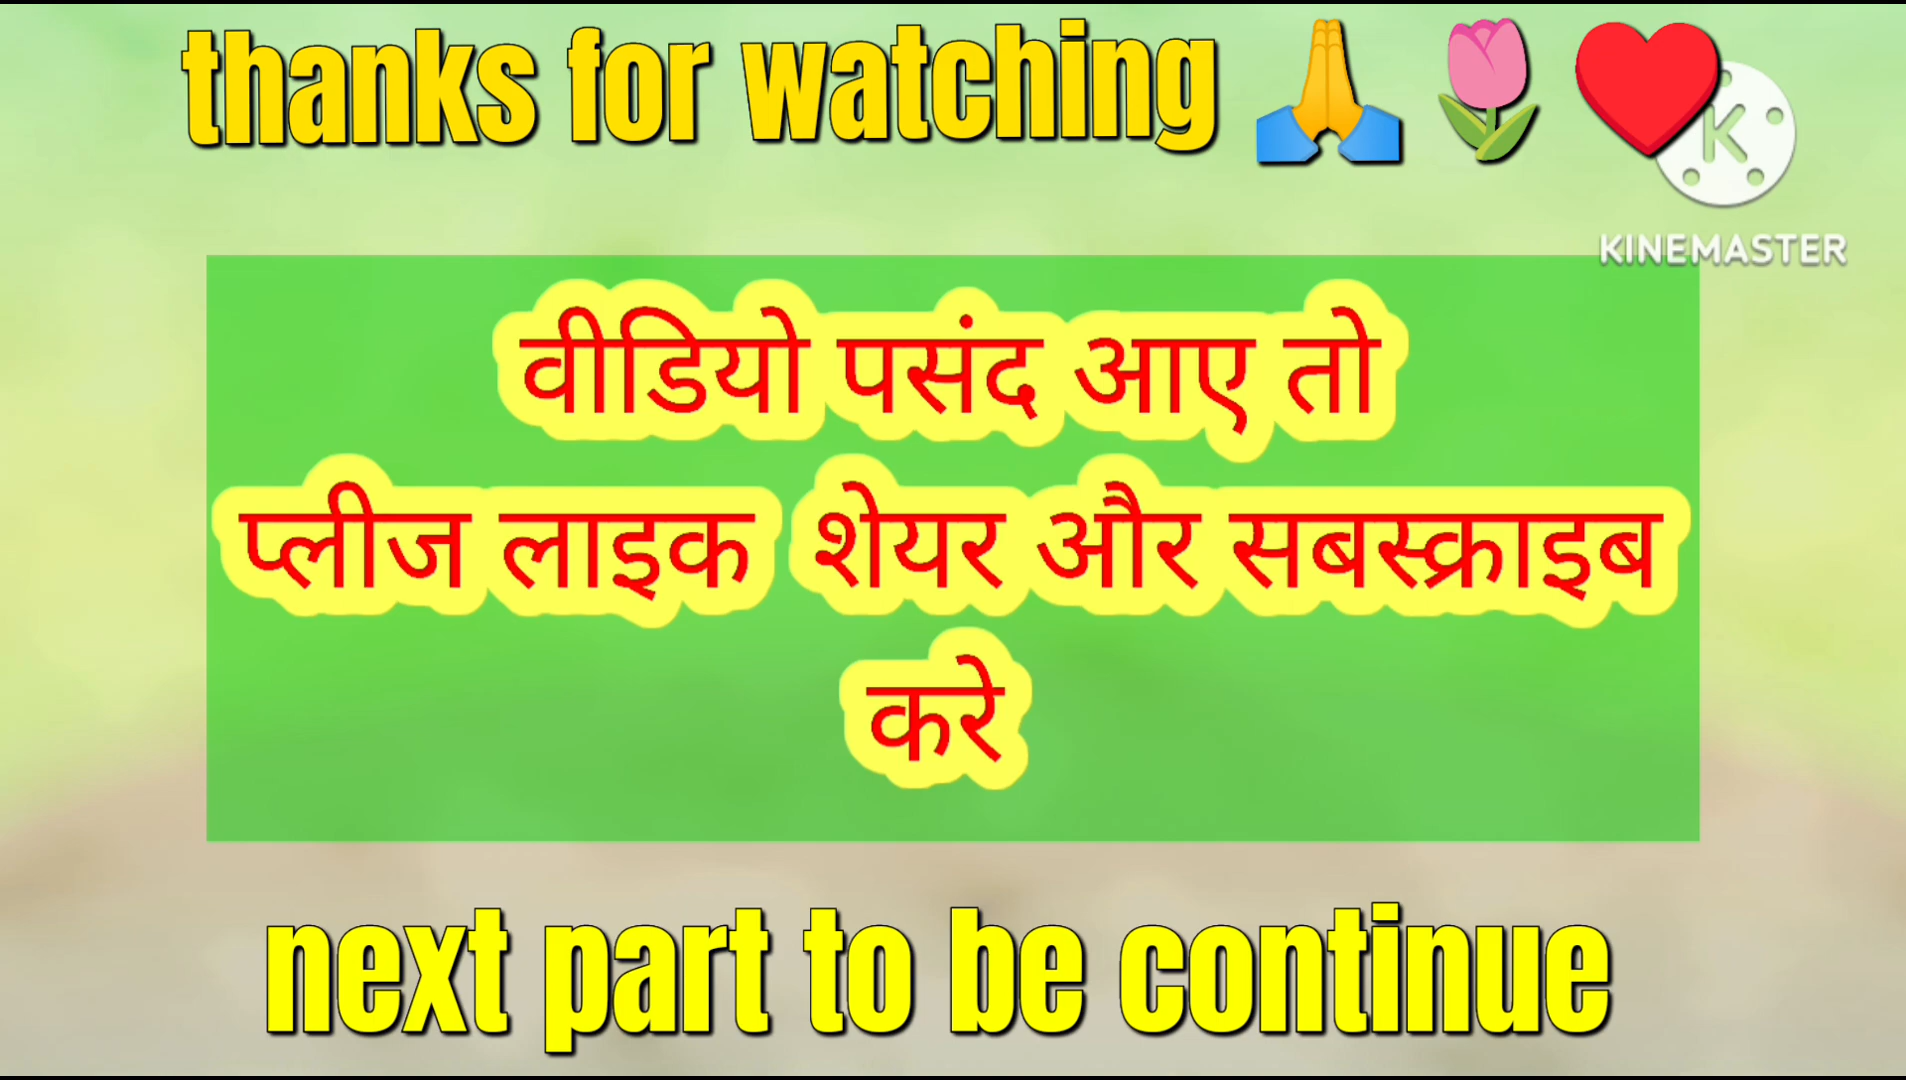 thanks for watching 🙏🌷❤️
K
KINEMASTER
वीडियो पसंद आए तो
प्लीज लाइक शेयर और सबस्क्राइब
करे
next part to be continue